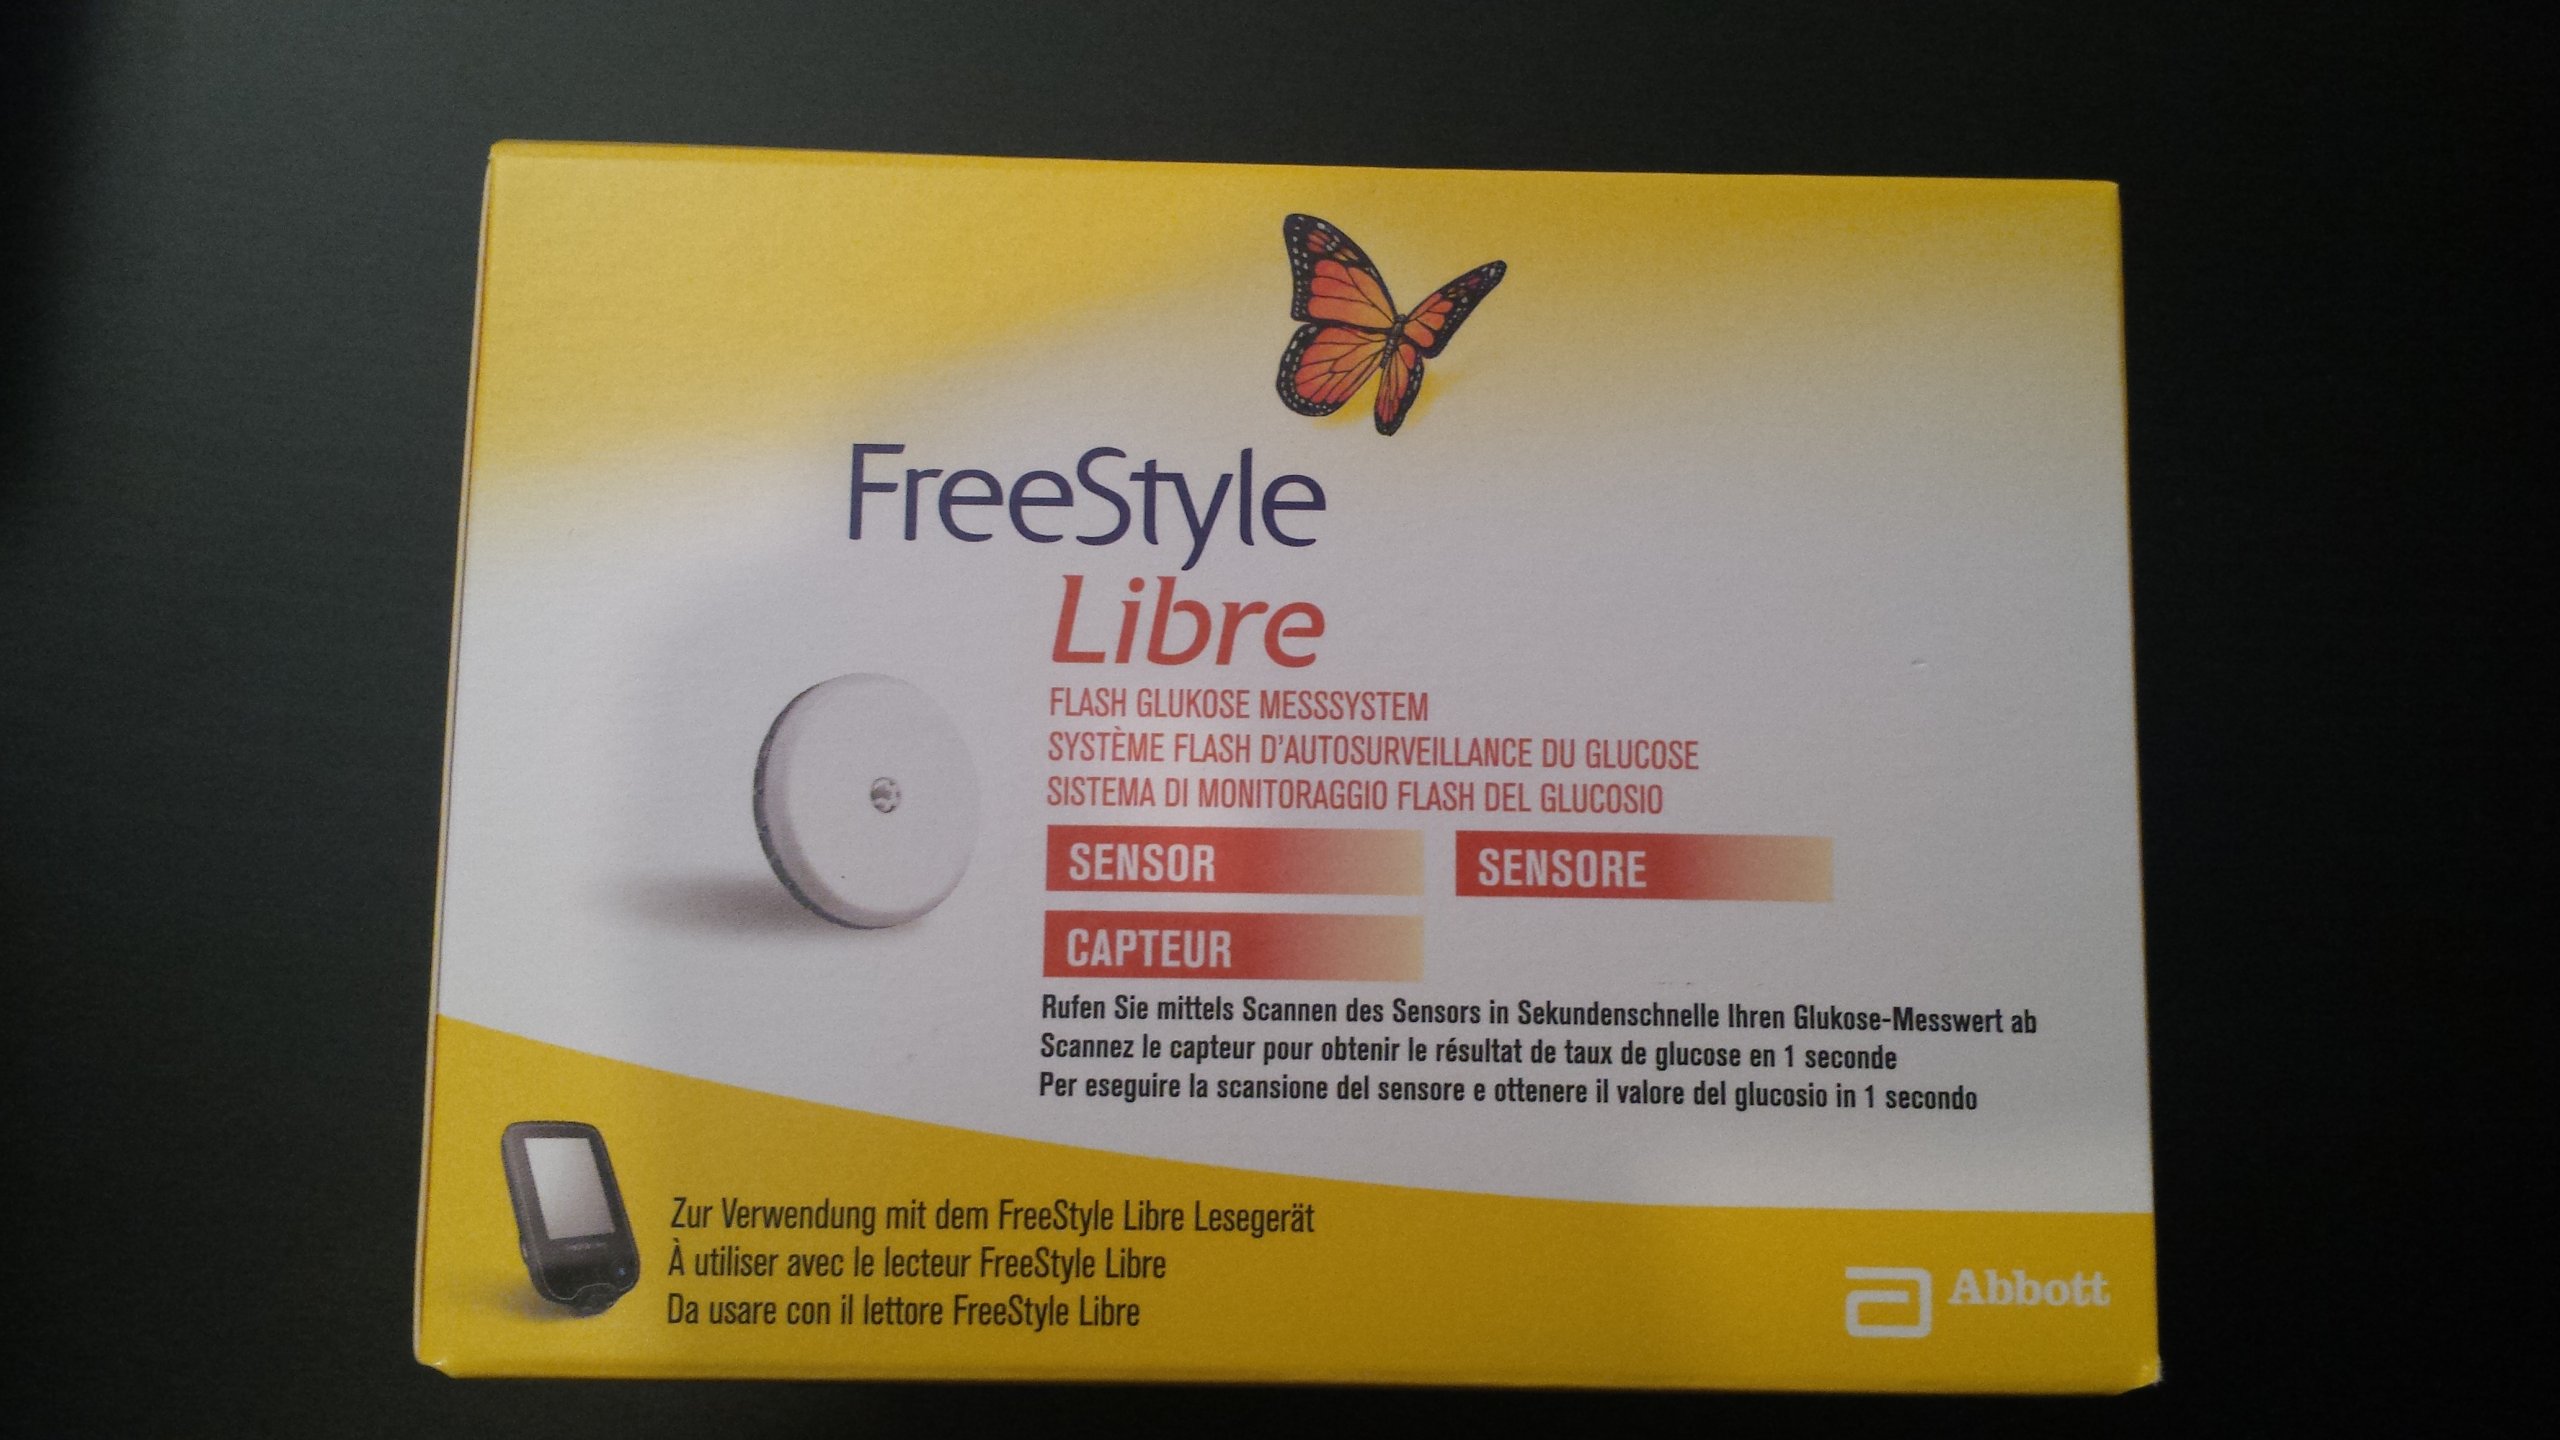 FreeStyle
Libre
FLASH GLUKOSE MESSSYSTEM
SYSTÈME FLASH D'AUTOSURVEILLANCE DU GLUCOSE
SISTEMA DI MONITORAGGIO FLASH DEL GLUCOSIO
SENSOR SENSORE
CAPTEUR
Rufen Sie mittels Scannen des Sensors in Sekundenschnelle Ihren Glukose-Messwert ab
Scannez le capteur pour obtenir le résultat de taux de glucose en 1 seconde
Per eseguire la scansione del sensore e ottenere il valore del glucosio in 1 secondo
Zur Verwendung mit dem FreeStyle Libre Lesegerät
À utiliser avec le lecteur FreeStyle Libre
Da usare con il lettore FreeStyle Libre
Abbott